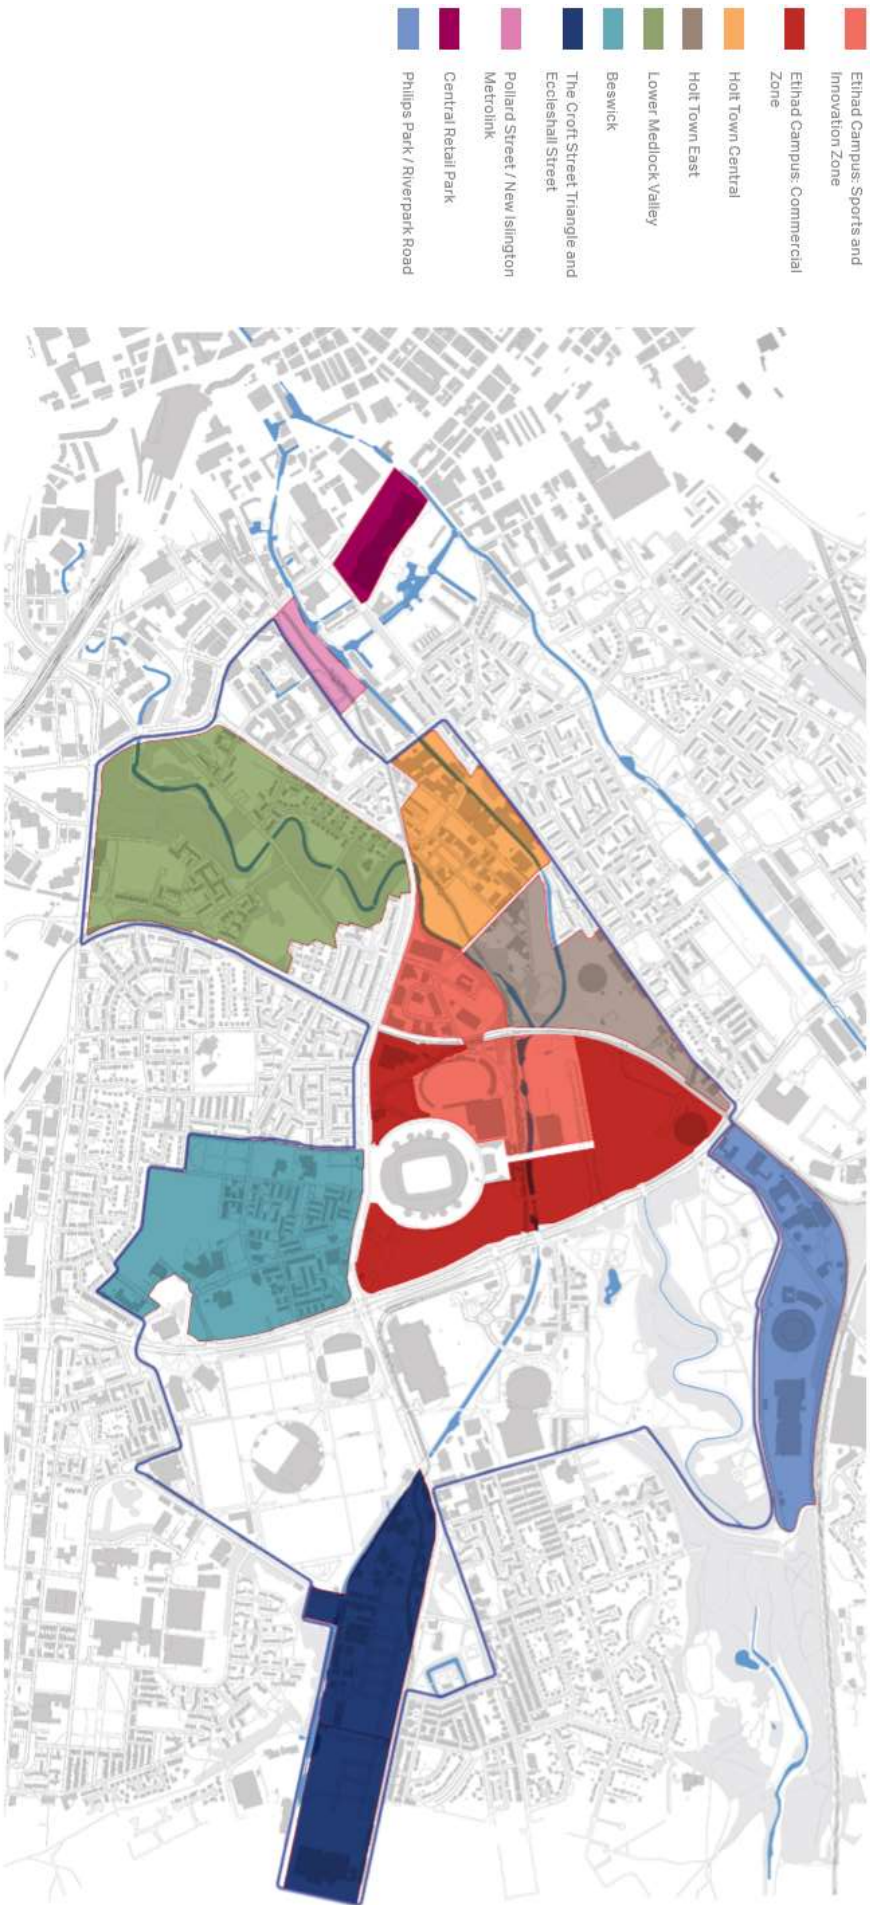 Etihad Campus: Sports and
Innovation Zone
Etihad Campus: Commercial
Zone
Holt Town Central
Holt Town East
Lower Medlock Valley
Beswick
The Croft Street Triangle and
Eccleshall Street
Pollard Street / New Islington
Metrolink
Central Retail Park
Philips Park / Riverpark Road